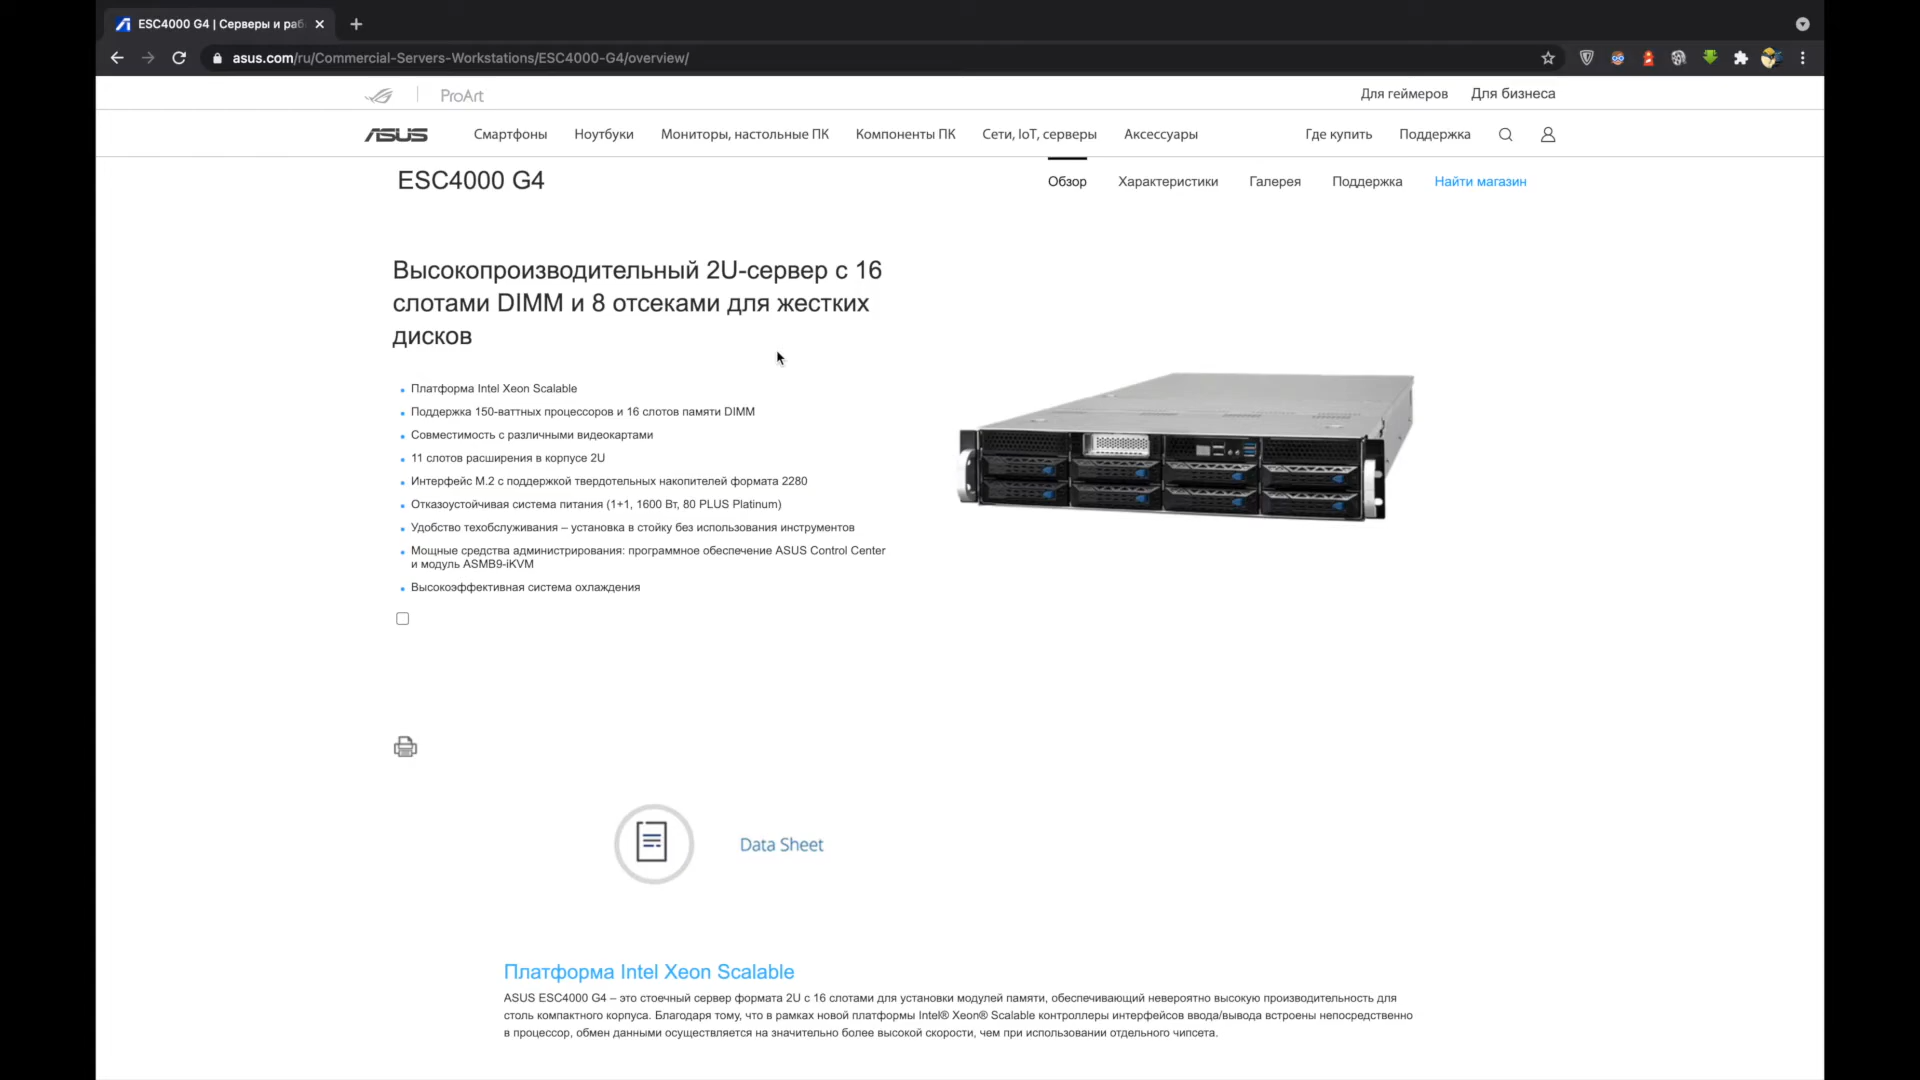 ESC4000 G4 | Серверы и раб
asus.com/ru/Commercial-Servers-Workstations/ESC4000-G4/overview/
ProArt
Для геймеров
Для бизнеса
ASUS
Смартфоны
Ноутбуки
Мониторы, настольные ПК
Компоненты ПК
Сети, IoT, серверы
Аксессуары
Где купить
Поддержка
ESC4000 G4
Обзор
Характеристики
Галерея
Поддержка
Найти магазин
Высокопроизводительный 2U-сервер с 16
слотами DIMM и 8 отсеками для жестких
дисков
Платформа Intel Xeon Scalable
Поддержка 150-ваттных процессоров и 16 слотов памяти DIMM
Совместимость с различными видеокартами
11 слотов расширения в корпусе 2U
Интерфейс M.2 с поддержкой твердотельных накопителей формата 2280
Отказоустойчивая система питания (1+1, 1600 Вт, 80 PLUS Platinum)
Удобство техобслуживания – установка в стойку без использования инструментов
Мощные средства администрирования: программное обеспечение ASUS Control Center
и модуль ASMB9-iKVM
Высокоэффективная система охлаждения
Data Sheet
Платформа Intel Xeon Scalable
ASUS ESC4000 G4 – это стоечный сервер формата 2U с 16 слотами для установки модулей памяти, обеспечивающий невероятно высокую производительность для
столь компактного корпуса. Благодаря тому, что в рамках новой платформы Intel® Xeon® Scalable контроллеры интерфейсов ввода/вывода встроены непосредственно
в процессор, обмен данными осуществляется на значительно более высокой скорости, чем при использовании отдельного чипсета.